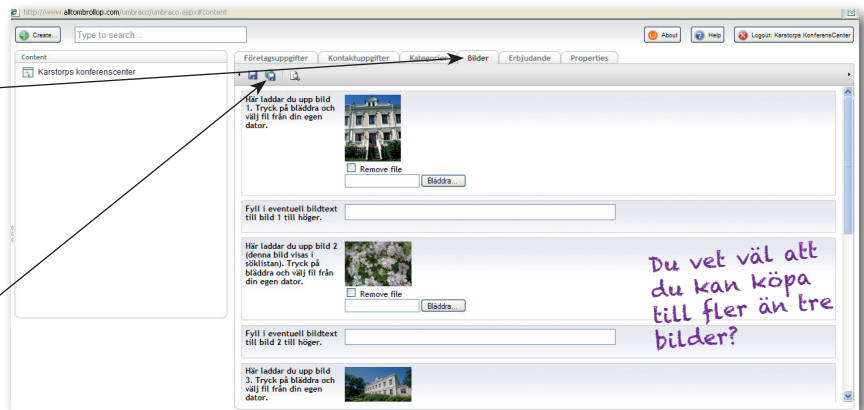 http://www.alltombrollop.com/umbraco/umbraco.aspx#content
Create... Type to search... About Help Logout: Karstorps KonferensCenter
Content
Karstorps konferenscenter
Företagsuppgifter Kontaktuppgifter Kategorier Bilder Erbjudande Properties
Här laddar du upp bild
1. Tryck på bläddra och
välj fil från din egen
dator.
Remove file
Bläddra...
Fyll i eventuell bildtext
till bild 1 till höger.
Här laddar du upp bild 2
(denna bild visas i
söklistan). Tryck på
bläddra och välj fil från
din egen dator.
Remove file
Bläddra...
Du vet väl att
du kan köpa
till fler än tre
bilder?
Fyll i eventuell bildtext
till bild 2 till höger.
Här laddar du upp bild
3. Tryck på bläddra och
välj fil från din egen
dator.